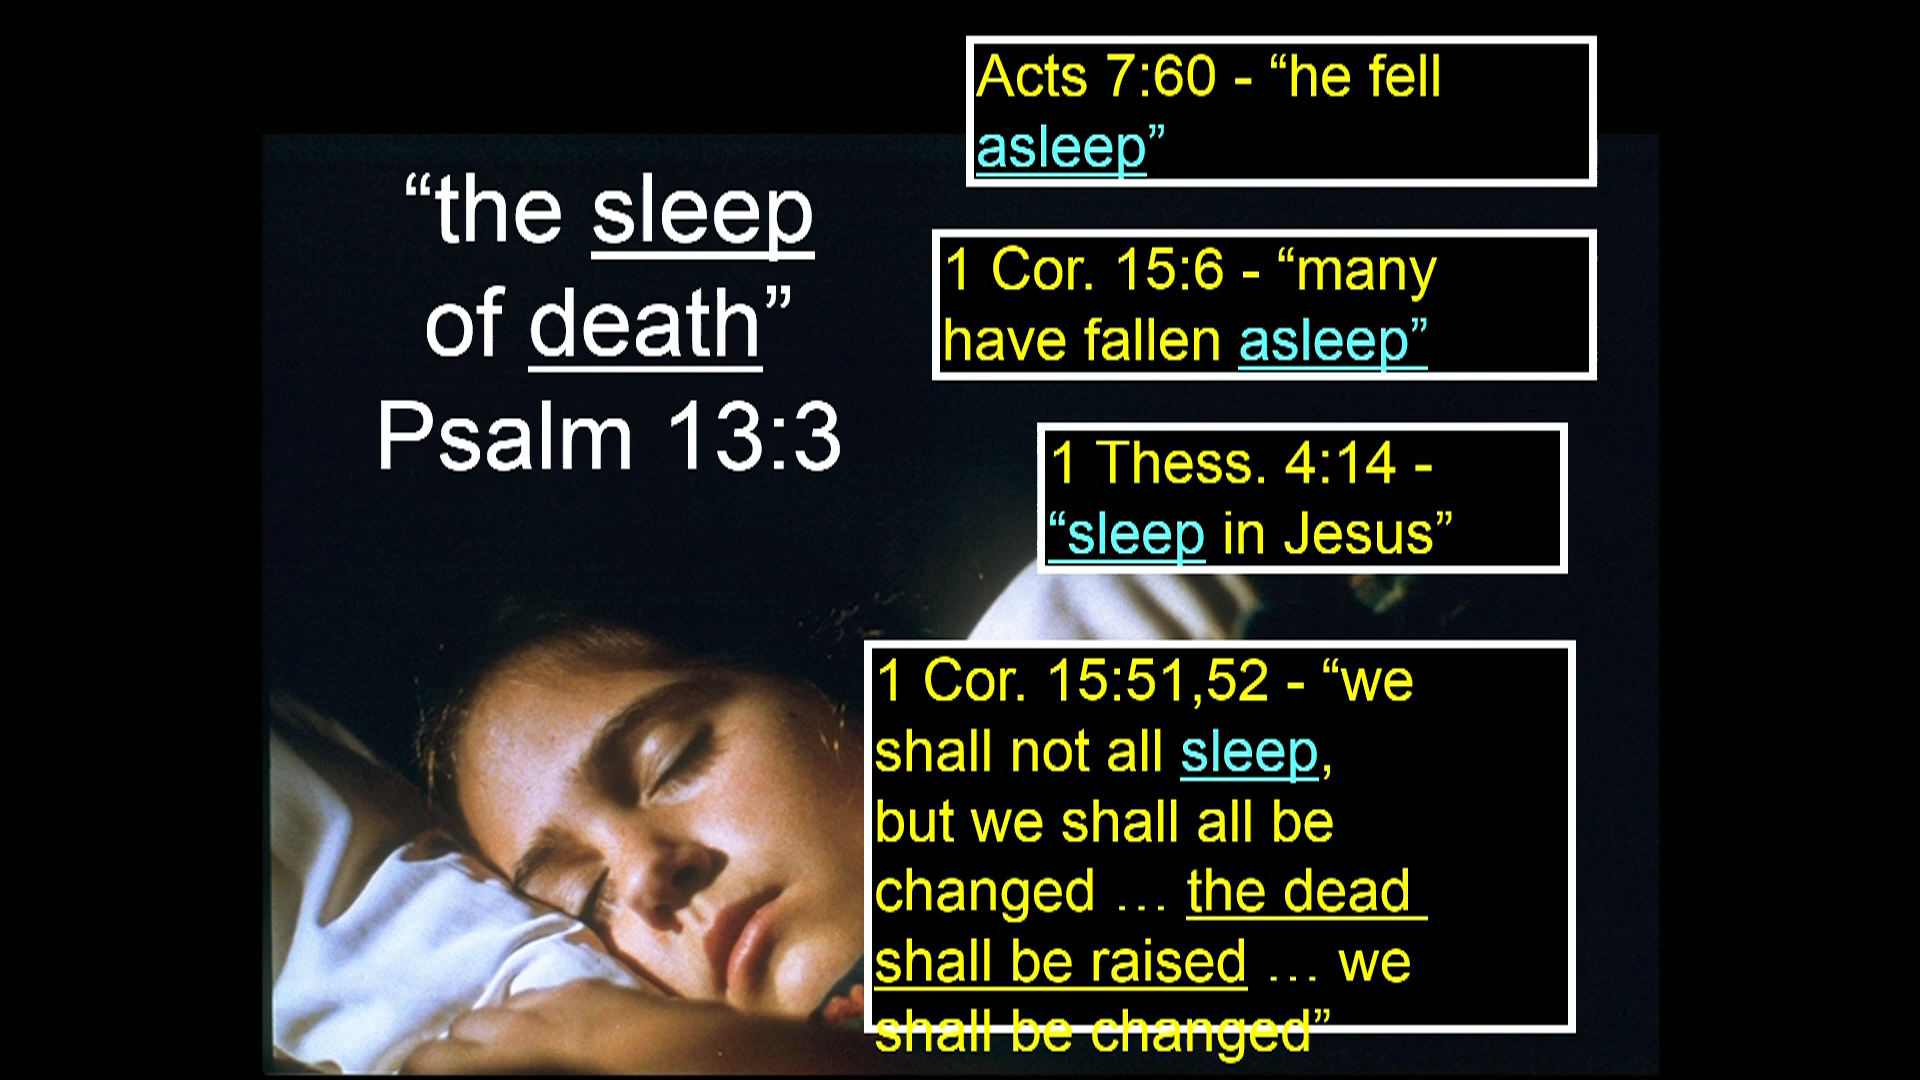 “the sleep
of death”
Psalm 13:3
Acts 7:60 - “he fell
asleep”
1 Cor. 15:6 - “many
have fallen asleep”
1 Thess. 4:14 -
“sleep in Jesus”
1 Cor. 15:51,52 - “we
shall not all sleep,
but we shall all be
changed … the dead
shall be raised … we
shall be changed”